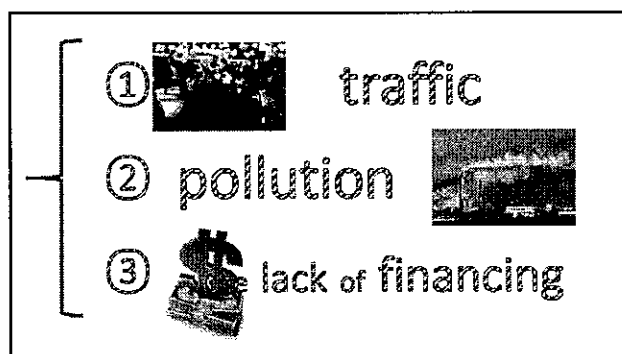 ① traffic
② pollution
③ lack of financing